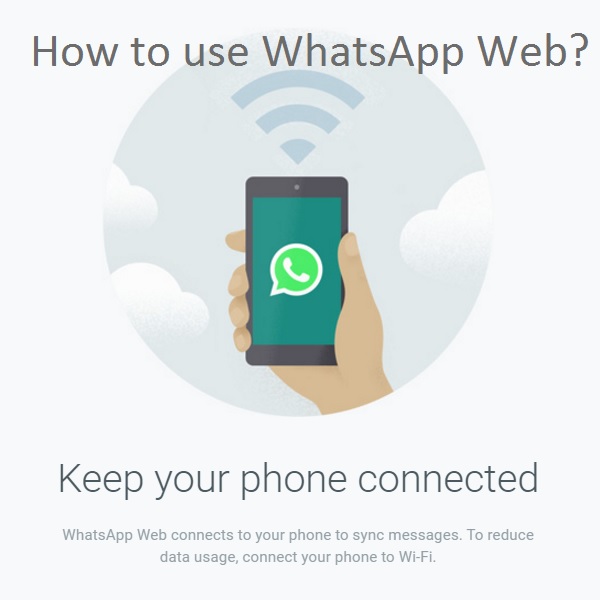 How to use WhatsApp Web?
Keep your phone connected
WhatsApp Web connects to your phone to sync messages. To reduce
data usage, connect your phone to Wi-Fi.